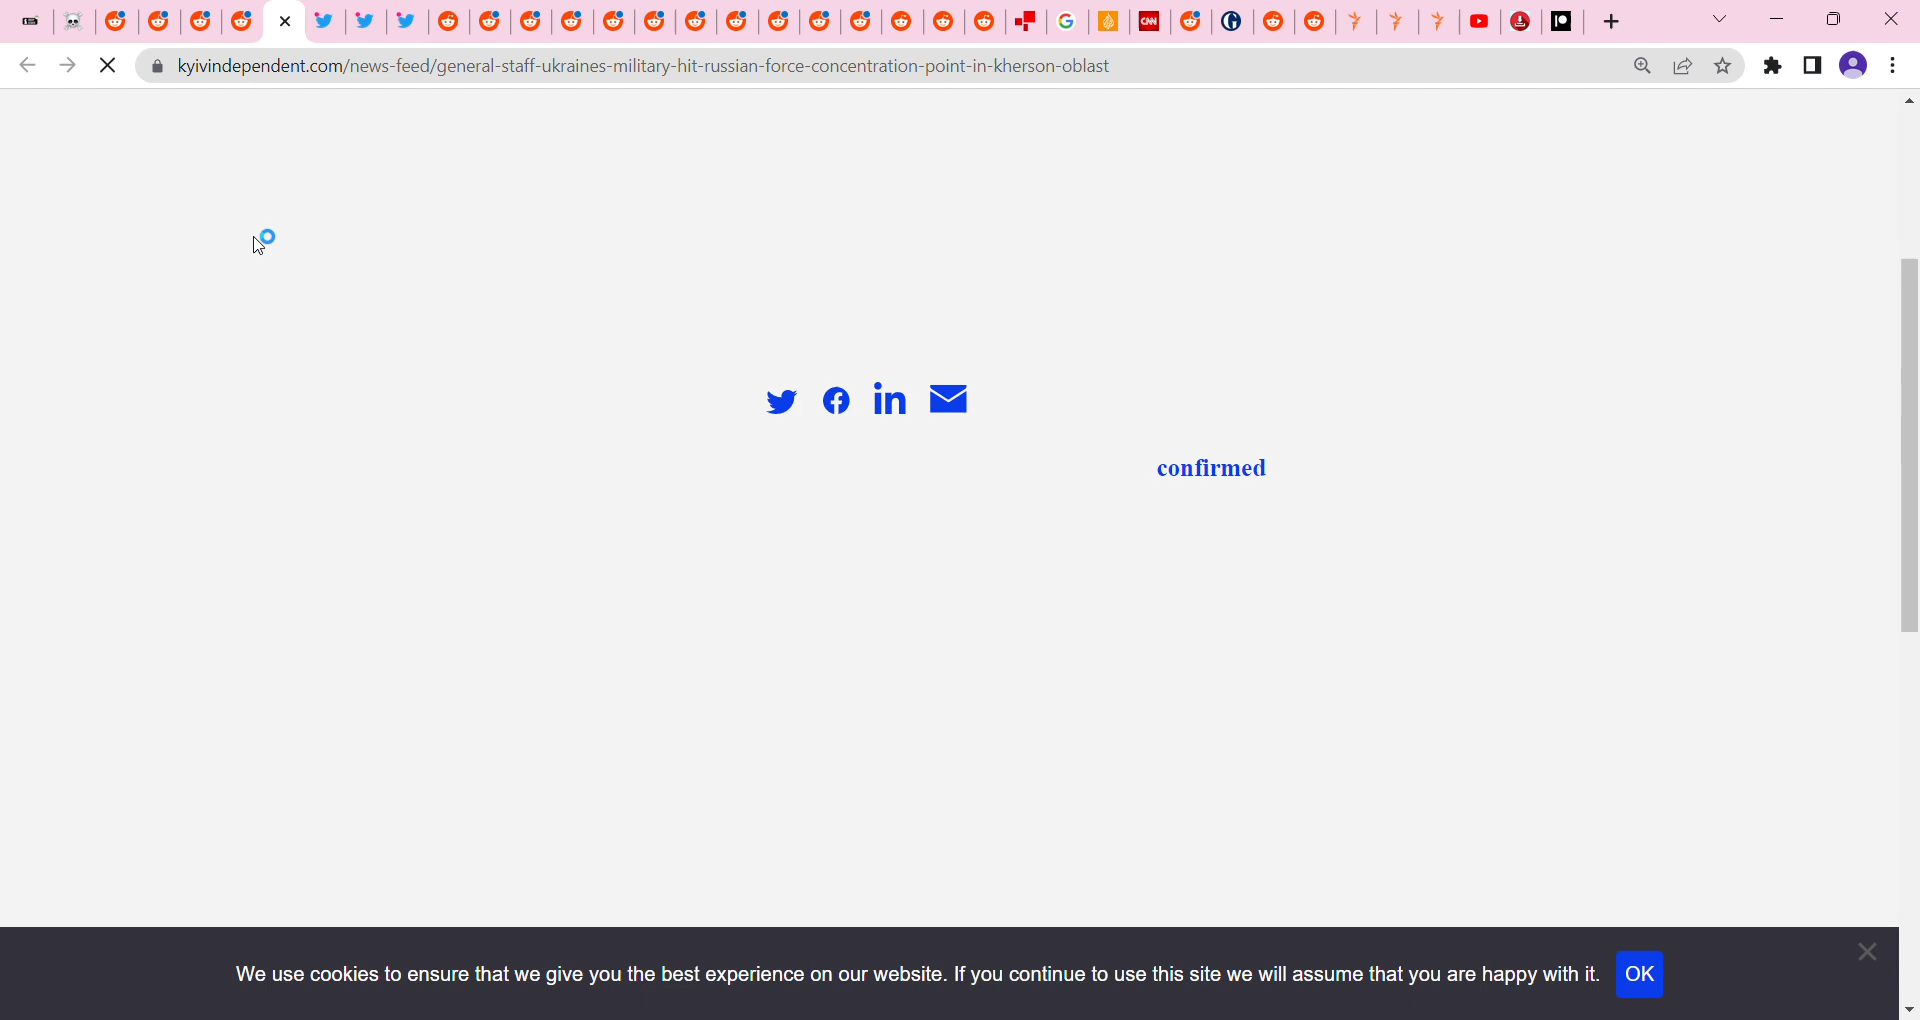 CNN
kyivindependent.com/news-feed/general-staff-ukraines-military-hit-russian-force-concentration-point-in-kherson-oblast
in
confirmed
We use cookies to ensure that we give you the best experience on our website. If you continue to use this site we will assume that you are happy with it.
OK